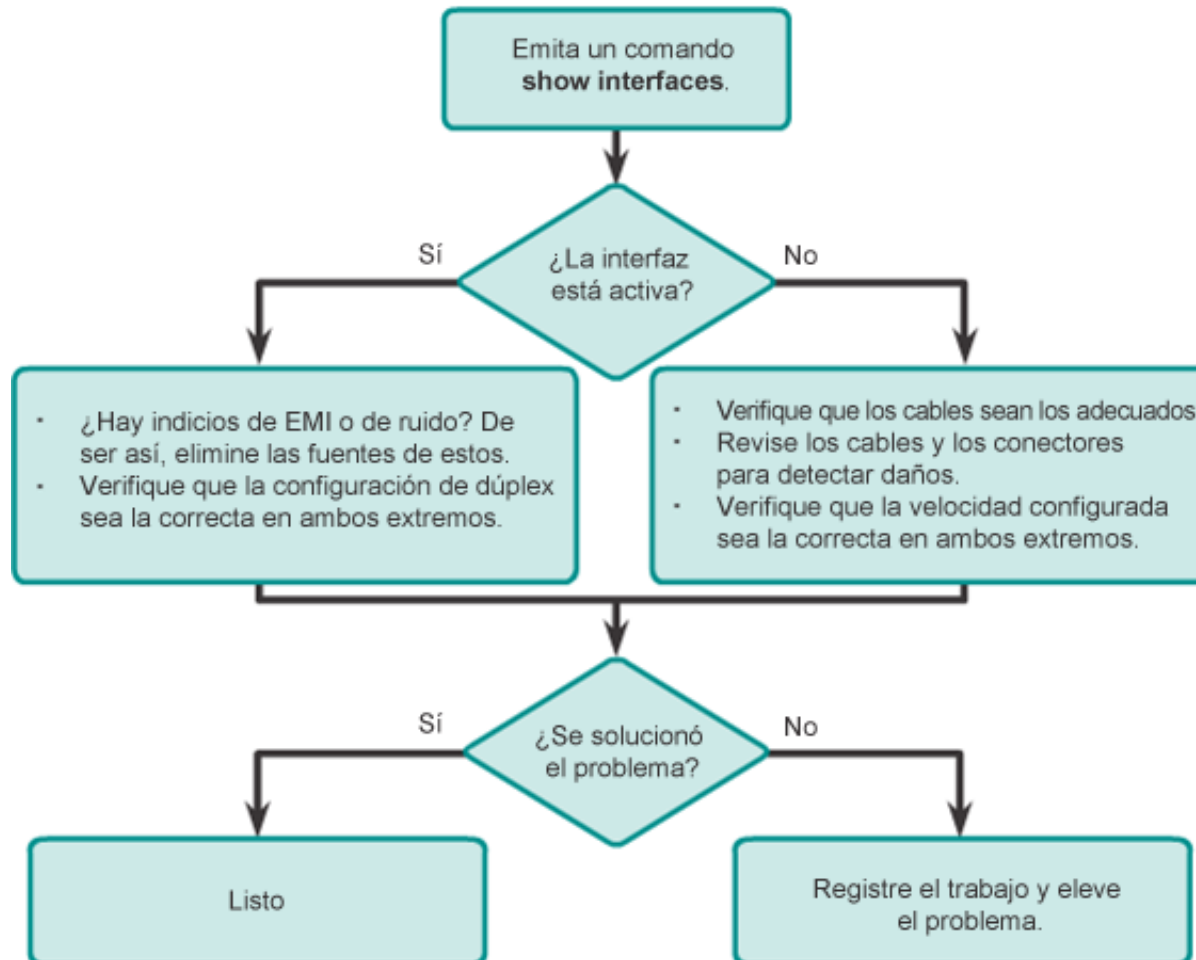 Emita un comando
show interfaces.
¿La interfaz
está activa?
Sí
No
· ¿Hay indicios de EMI o de ruido? De
ser así, elimine las fuentes de estos.
· Verifique que la configuración de dúplex
sea la correcta en ambos extremos.
· Verifique que los cables sean los adecuados
· Revise los cables y los conectores
para detectar daños.
· Verifique que la velocidad configurada
sea la correcta en ambos extremos.
¿Se solucionó
el problema?
Sí
No
Listo
Registre el trabajo y eleve
el problema.